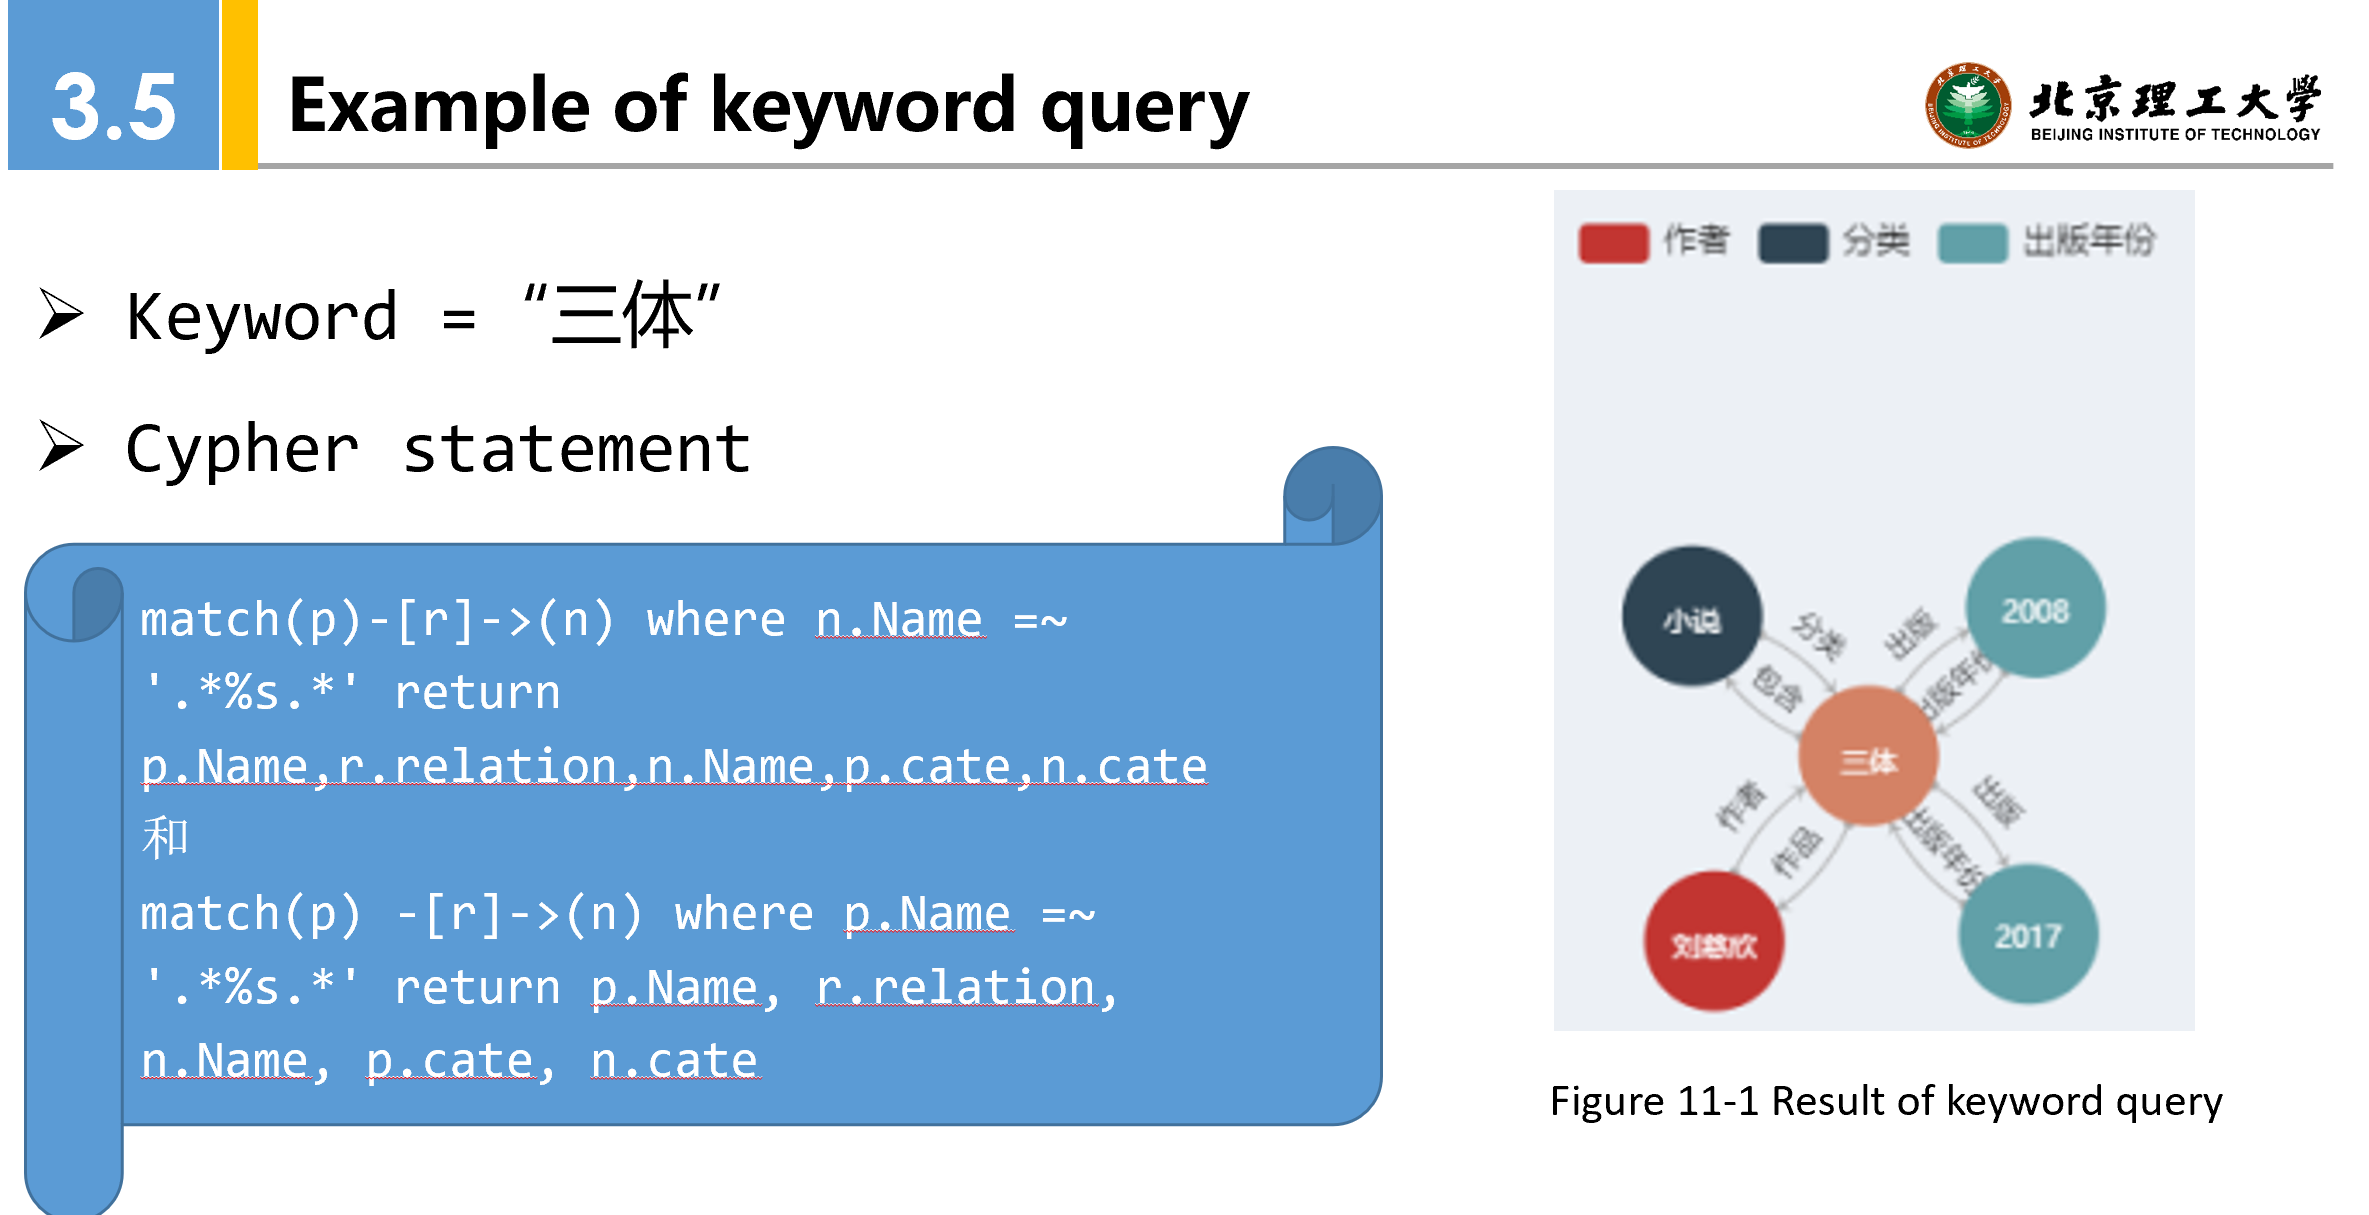 3.5
Example of keyword query
北京理工大学
BEIJING INSTITUTE OF TECHNOLOGY
Keyword = “三体”
Cypher statement
match(p)-[r]->(n) where n.Name =~
'.*%s.*' return
p.Name,r.relation,n.Name,p.cate,n.cate
和
match(p) -[r]->(n) where p.Name =~
'.*%s.*' return p.Name, r.relation,
n.Name, p.cate, n.cate
作者 分类 出版年份
小说
2008
分类
出版
包含
出版年份
三体
作者
作品
出版
出版年份
刘慈欣
2017
Figure 11-1 Result of keyword query